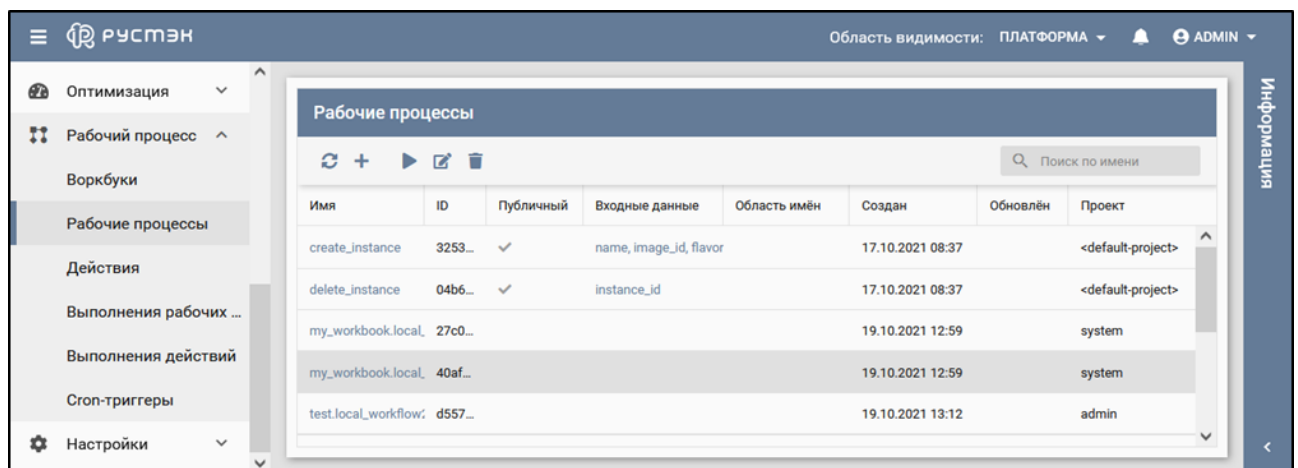 РУСТЭК
Область видимости: ПЛАТФОРМА ADMIN
Оптимизация
Рабочий процесс
Воркбуки
Рабочие процессы
Действия
Выполнения рабочих ...
Выполнения действий
Cron-триггеры
Настройки
Рабочие процессы
Поиск по имени
Имя ID Публичный Входные данные Область имён Создан Обновлён Проект
create_instance 3253... name, image_id, flavor 17.10.2021 08:37 <default-project>
delete_instance 04b6... instance_id 17.10.2021 08:37 <default-project>
my_workbook.local_ 27c0... 19.10.2021 12:59 system
my_workbook.local_ 40af... 19.10.2021 12:59 system
test.local_workflow d557... 19.10.2021 13:12 admin
Информация